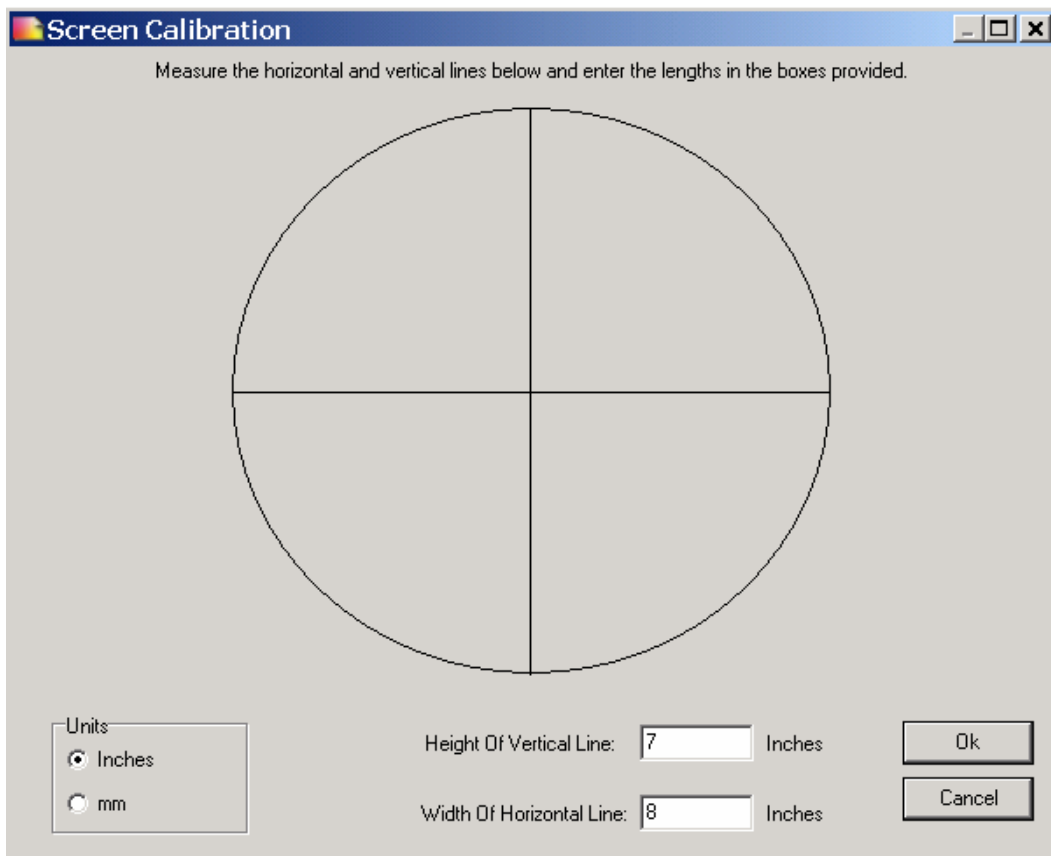 Screen Calibration
Measure the horizontal and vertical lines below and enter the lengths in the boxes provided.
Units
Inches
mm
Height Of Vertical Line: 7 Inches
Width Of Horizontal Line: 8 Inches
Ok
Cancel